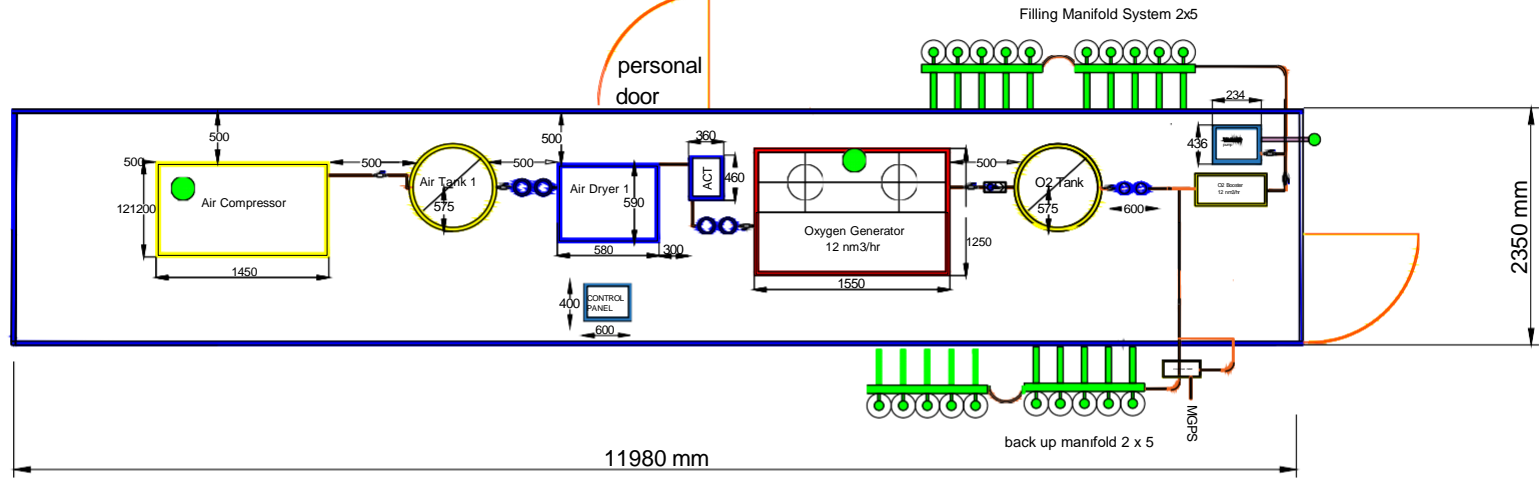 Filling Manifold System 2x5
personal
door
234
436
500
500
360
500
500
500
500
Air Compressor
Air Tank 1
575
Air Dryer 1
590
ACT
460
O2 Tank
575
O2 Booster
12 nm3/hr
600
121200
1450
580
300
Oxygen Generator
12 nm3/hr
1250
1550
400
CONTROL
PANEL
600
2350 mm
MGPS
back up manifold 2 x 5
11980 mm